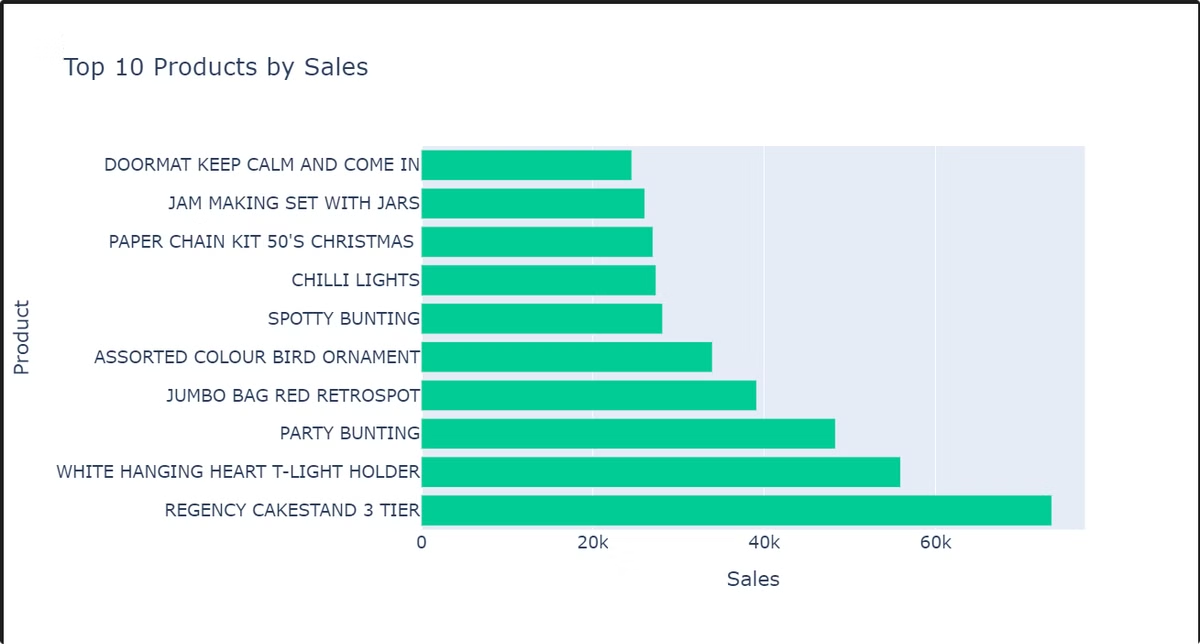 Top 10 Products by Sales
Product
DOORMAT KEEP CALM AND COME IN
JAM MAKING SET WITH JARS
PAPER CHAIN KIT 50'S CHRISTMAS
CHILLI LIGHTS
SPOTTY BUNTING
ASSORTED COLOUR BIRD ORNAMENT
JUMBO BAG RED RETROSPOT
PARTY BUNTING
WHITE HANGING HEART T-LIGHT HOLDER
REGENCY CAKESTAND 3 TIER
0 20k 40k 60k
Sales